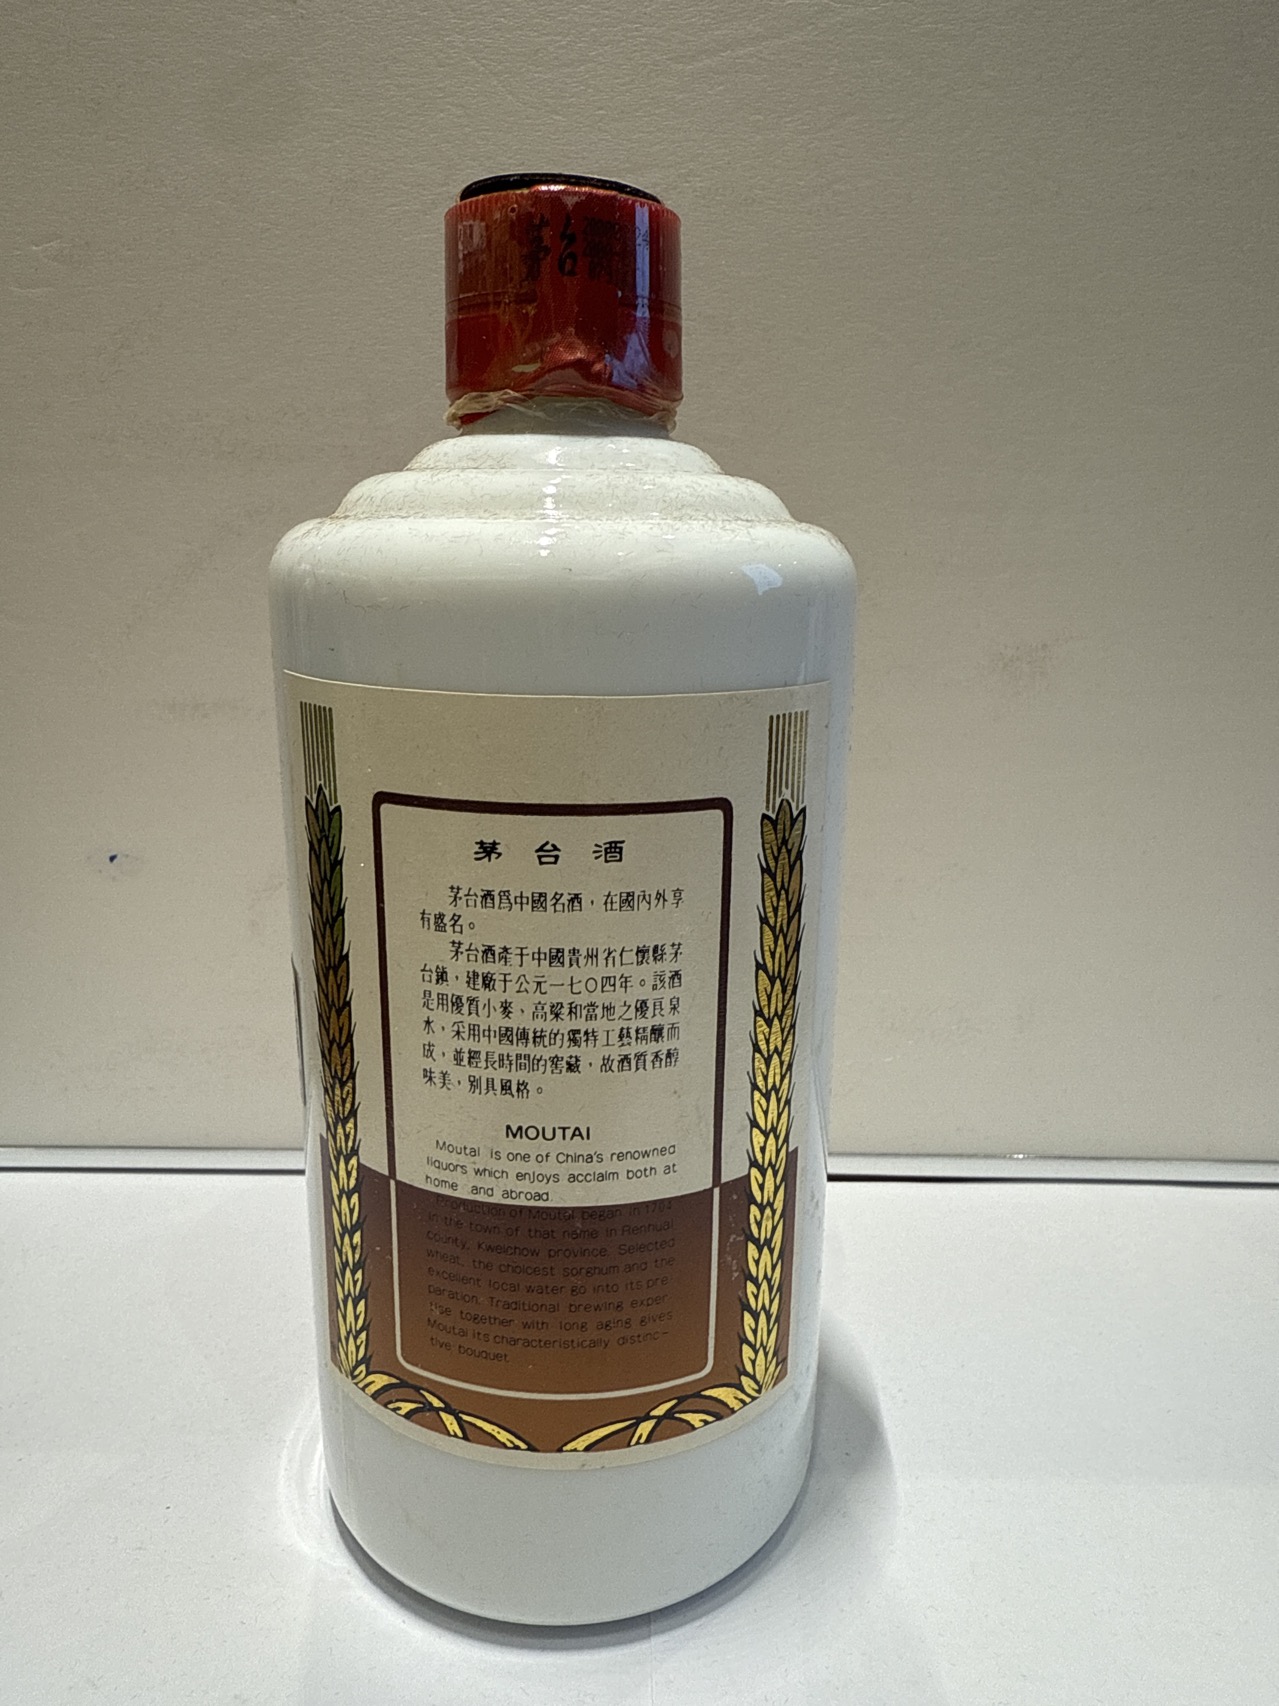 茅台
茅台酒
茅台酒爲中國名酒，在國內外享
有盛名。
茅台酒產于中國貴州省仁懷縣茅
台鎮，建廠于公元一七〇四年。該酒
是用優質小麥、高粱和當地之優良泉
水，采用中國傳統的獨特工藝精釀而
成，並經長時間的窖藏，故酒質香醇
味美，别具風格。
MOUTAI
Moutai is one of China's renowned
liquors which enjoys acclaim both at
home and abroad.
Production of Moutai began in 1704
in the town of that name in Renhuai
county, Kweichow province. Selected
wheat, the choicest sorghum and the
excellent local water go into its pre
paration. Traditional brewing exper-
tise together with long aging gives
Moutai its characteristically distinc-
tive bouquet